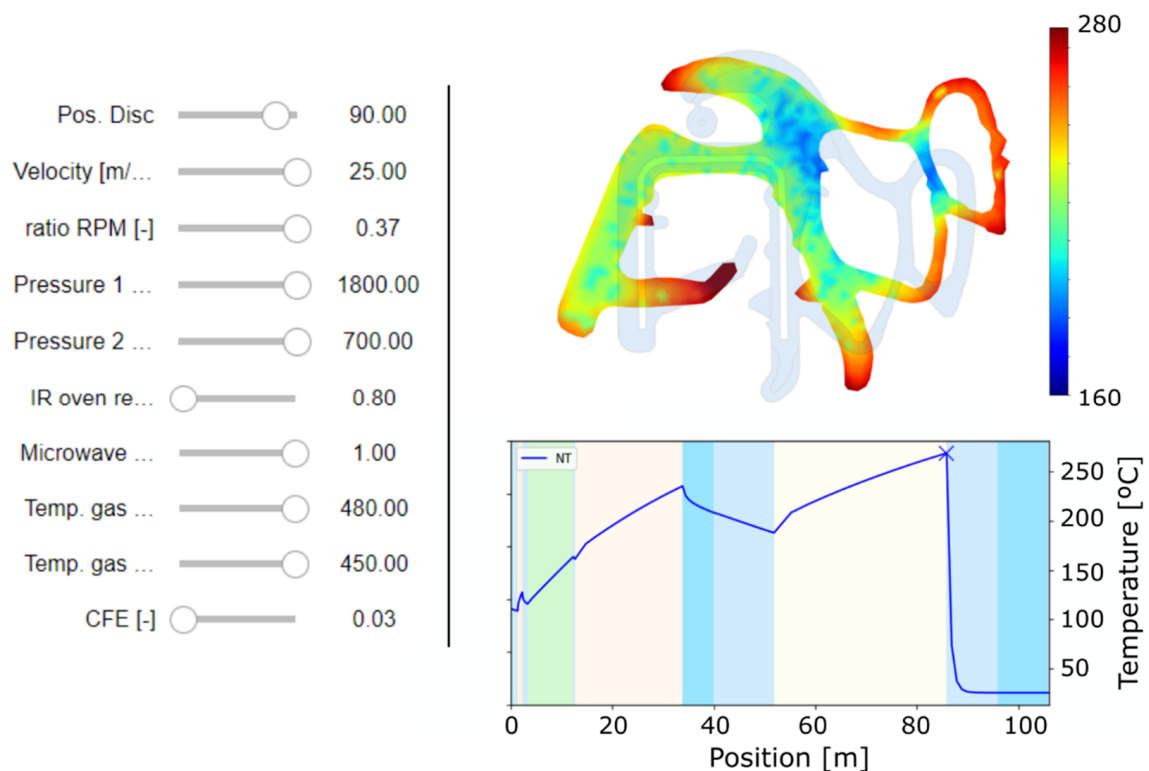 Pos. Disc 90.00
Velocity [m/... 25.00
ratio RPM [-] 0.37
Pressure 1 ... 1800.00
Pressure 2 ... 700.00
IR oven re... 0.80
Microwave ... 1.00
Temp. gas ... 480.00
Temp. gas ... 450.00
CFE [-] 0.03
280
160
NT
250
200
150
100
50
Temperature [ºC]
0 20 40 60 80 100
Position [m]